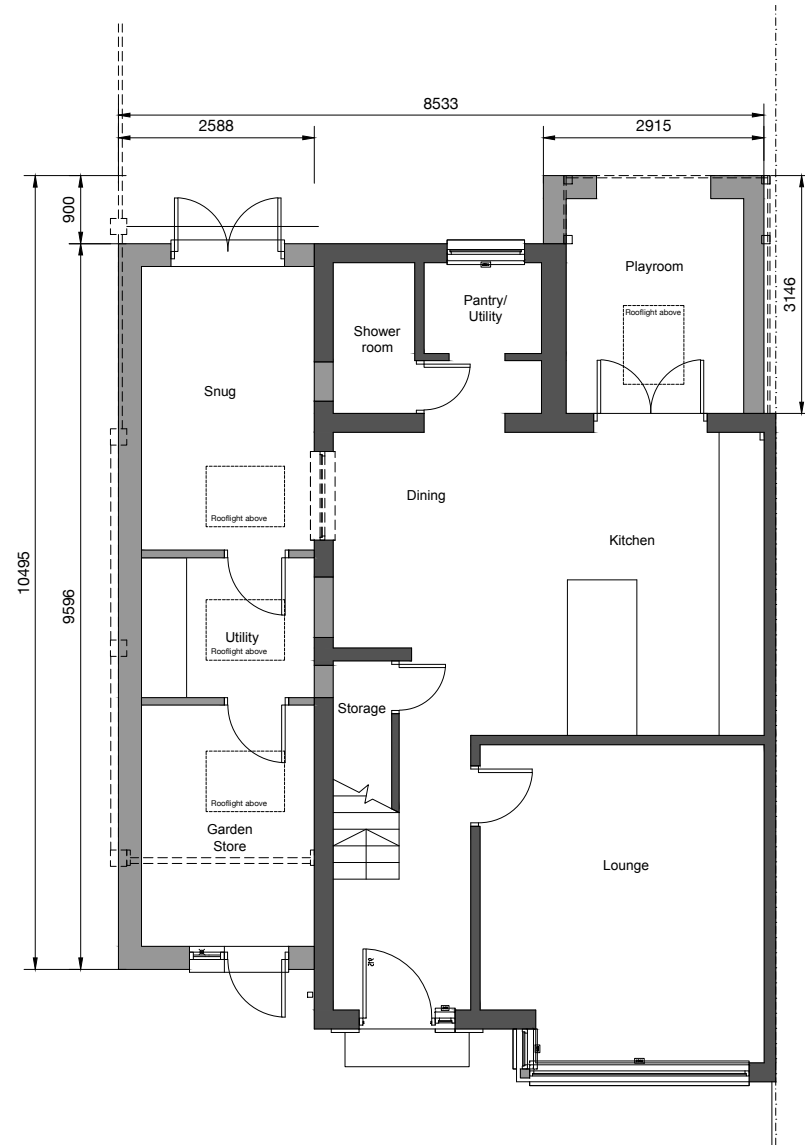 8533
2588
2915
900
3146
10495
9596
Playroom
Rooflight above
Pantry/
Utility
Shower
room
Snug
Rooflight above
Dining
Kitchen
Utility
Rooflight above
Storage
Rooflight above
Garden
Store
Lounge